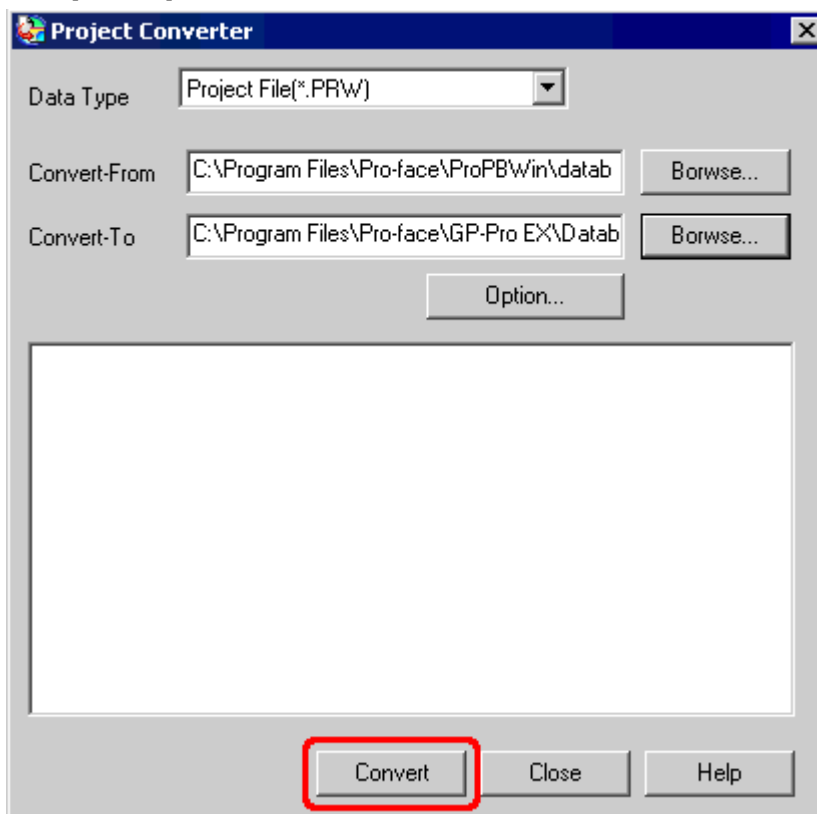 Project Converter
Data Type Project File(*.PRW)
Convert-From C:\Program Files\Pro-face\ProPBWin\datab Borwse...
Convert-To C:\Program Files\Pro-face\GP-Pro EX\Datab Borwse...
Option...
Convert Close Help